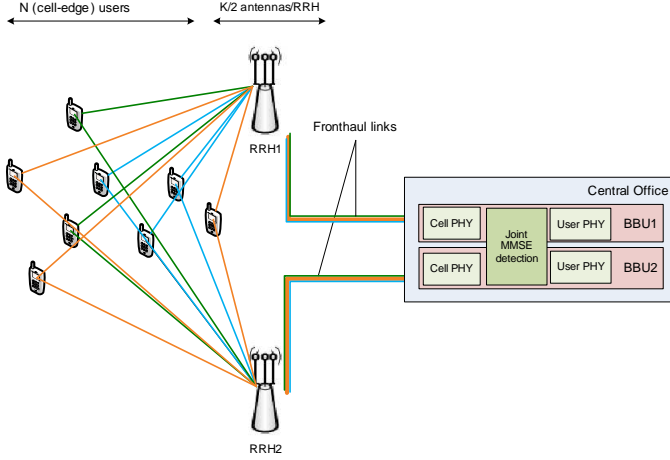 N (cell-edge) users
K/2 antennas/RRH
RRH1
Fronthaul links
Central Office
Cell PHY
Joint
MMSE
detection
User PHY
BBU1
Cell PHY
User PHY
BBU2
RRH2